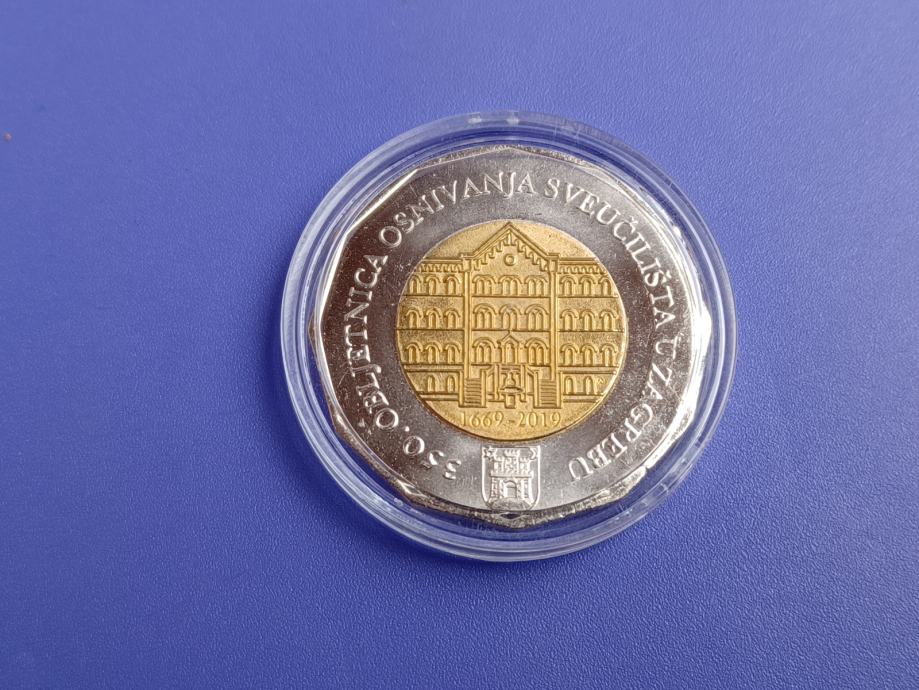 350. OBLJETNICA OSNIVANJA SVEUČILIŠTA U ZAGREBU
1669-2019